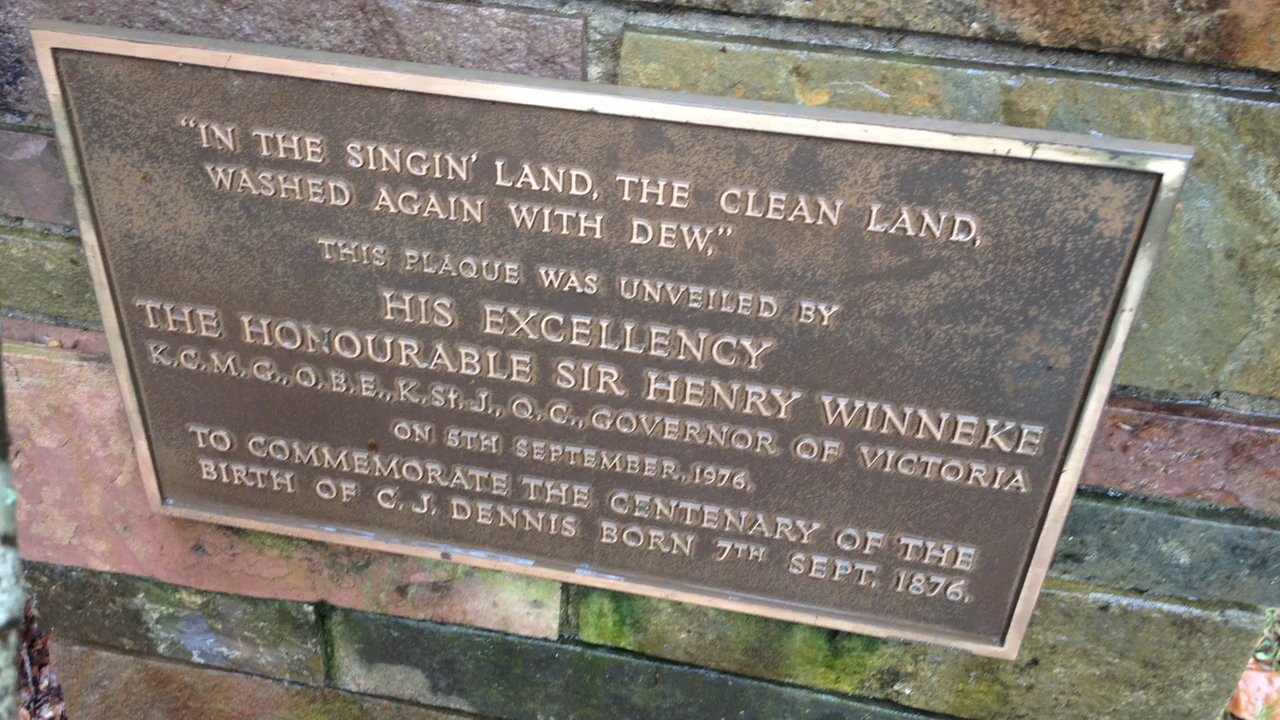 "IN THE SINGIN' LAND, THE CLEAN LAND,
WASHED AGAIN WITH DEW,"
THIS PLAQUE WAS UNVEILED BY
HIS EXCELLENCY
THE HONOURABLE SIR HENRY WINNEKE
K.C.M.G., O.B.E., K.St.J., Q.C., GOVERNOR OF VICTORIA
ON 5TH SEPTEMBER, 1976,
TO COMMEMORATE THE CENTENARY OF THE
BIRTH OF C. J. DENNIS BORN 7TH SEPT. 1876.